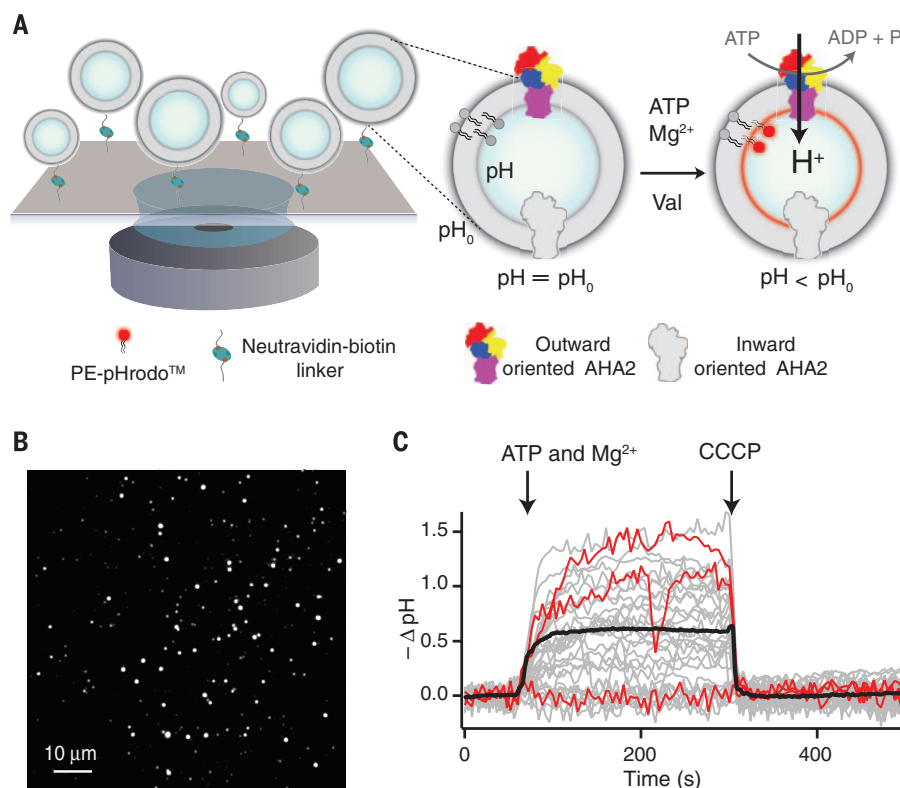 A
ATP
ADP + P
ATP
Mg²⁺
Val
pH
H⁺
pH₀
pH = pH₀
pH < pH₀
PE-pHrodo™
Neutravidin-biotin
linker
Outward
oriented AHA2
Inward
oriented AHA2
B
10 µm
C
ATP and Mg²⁺
CCCP
1.5
1.0
0.5
0.0
− Δ pH
0
200
400
Time (s)